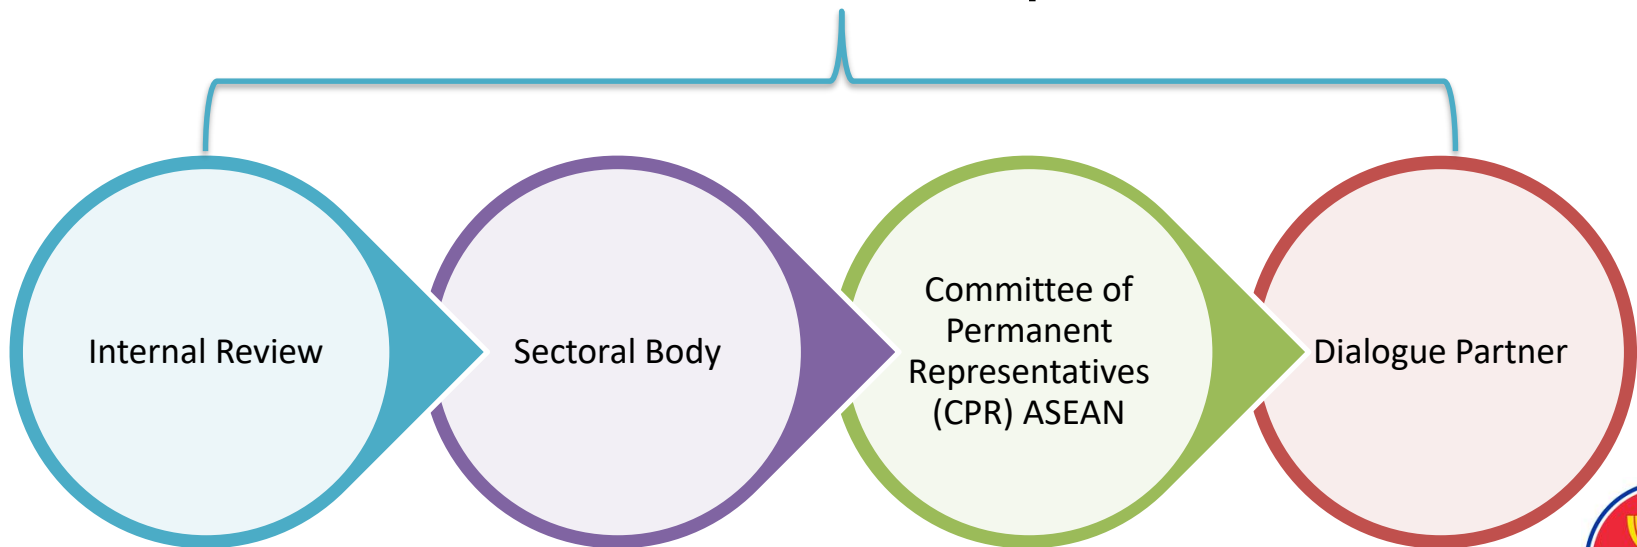 Internal Review
Sectoral Body
Committee of
Permanent
Representatives
(CPR) ASEAN
Dialogue Partner